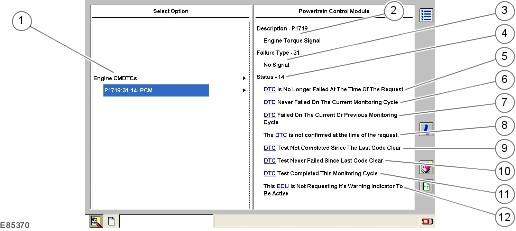 Select Option
Powertrain Control Module
Engine CMDTCs
P1719:31:14 -PCM
Description - P1719
Engine Torque Signal
Failure Type - 31
No Signal
Status - 14
DTC Is No Longer Failed At The Time Of The Request
DTC Never Failed On The Current Monitoring Cycle
DTC Failed On The Current Or Previous Monitoring
Cycle
This DTC is not confirmed at the time of the request.
DTC Test Not Completed Since The Last Code Clear
DTC Test Never Failed Since Last Code Clear
DTC Test Completed This Monitoring Cycle
This ECU Is Not Requesting It's Warning Indicator To
Be Active
1
2
3
4
5
6
7
8
9
10
11
12
E85370